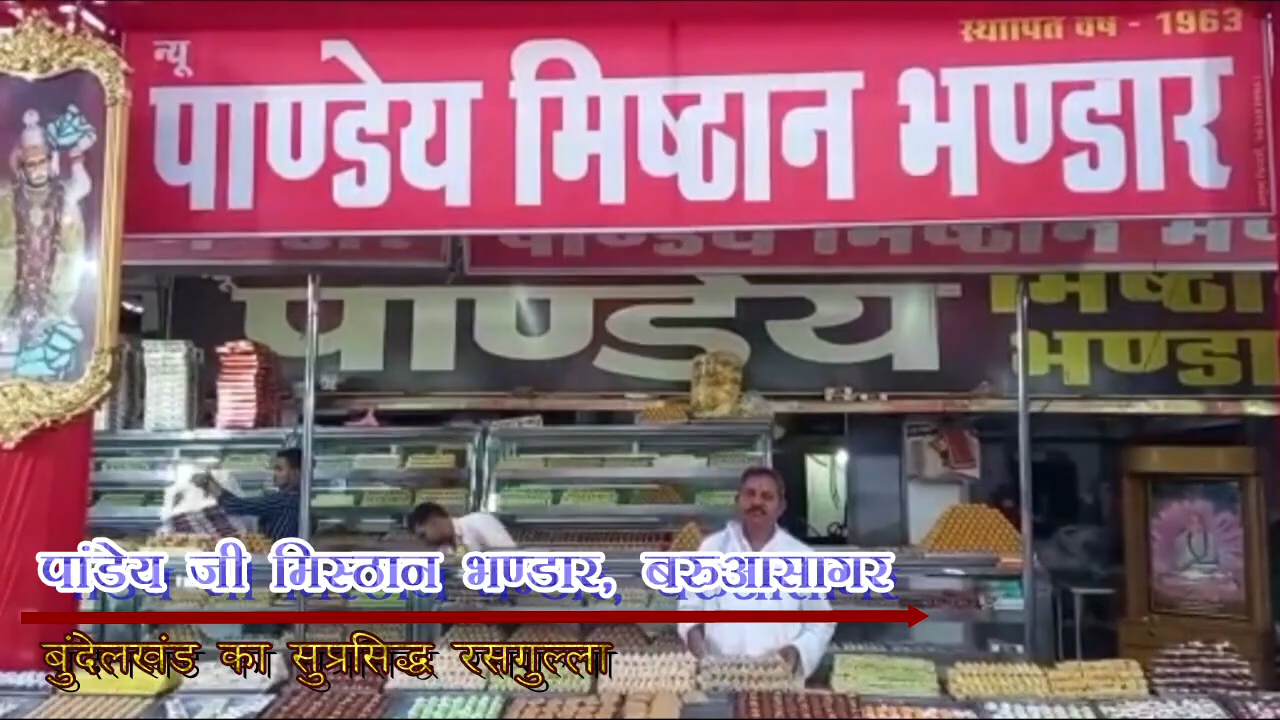 स्थापित वर्ष - 1963
न्यू
पाण्डेय मिष्ठान भण्डार
पाण्डेय मिष्ठान
पाण्डेय मिष्ठा
भण्डा
पांडेय जी मिस्ठान भण्डार, बरुआसागर
बुंदेलखंड का सुप्रसिद्ध रसगुल्ला